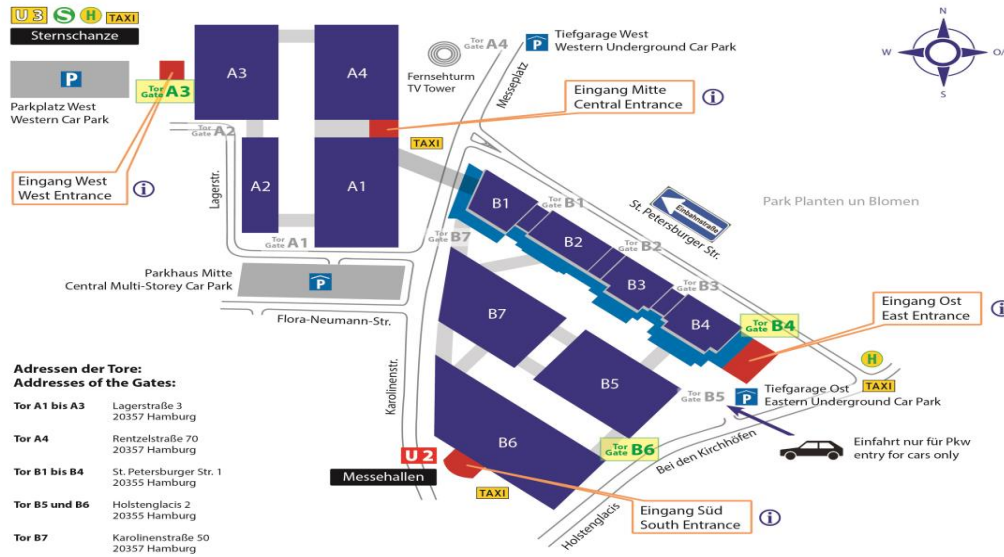 U3 S H TAXI
Sternschanze
P
Parkplatz West
Western Car Park
Tor
Gate A3
Eingang West
West Entrance
i
A3
A4
Tor
Gate A2
A2
A1
Lagerstr.
Tor
Gate A1
Fernsehturm
TV Tower
Tor
Gate A4
P
Tiefgarage West
Western Underground Car Park
Messeplatz
Eingang Mitte
Central Entrance
i
TAXI
N
W
O/
S
B1
Tor
Gate B1
B2
Tor
Gate B2
B3
Tor
Gate B3
B4
Tor
Gate B4
Einbahnstraße
St. Petersburger Str.
Park Planten un Blomen
Tor
Gate B7
Parkhaus Mitte
Central Multi-Storey Car Park
P
Flora-Neumann-Str.
Karolinenstr.
B7
B5
B6
Eingang Ost
East Entrance
i
H
TAXI
Tor
Gate B5
P
Tiefgarage Ost
Eastern Underground Car Park
Einfahrt nur für Pkw
entry for cars only
Tor
Gate B6
Bei den Kirchhöfen
Holstenglacis
U2
Messehallen
TAXI
Eingang Süd
South Entrance
i
Adressen der Tore:
Addresses of the Gates:
Tor A1 bis A3 Lagerstraße 3
20357 Hamburg
Tor A4 Rentzelstraße 70
20357 Hamburg
Tor B1 bis B4 St. Petersburger Str. 1
20355 Hamburg
Tor B5 und B6 Holstenglacis 2
20355 Hamburg
Tor B7 Karolinenstraße 50
20357 Hamburg